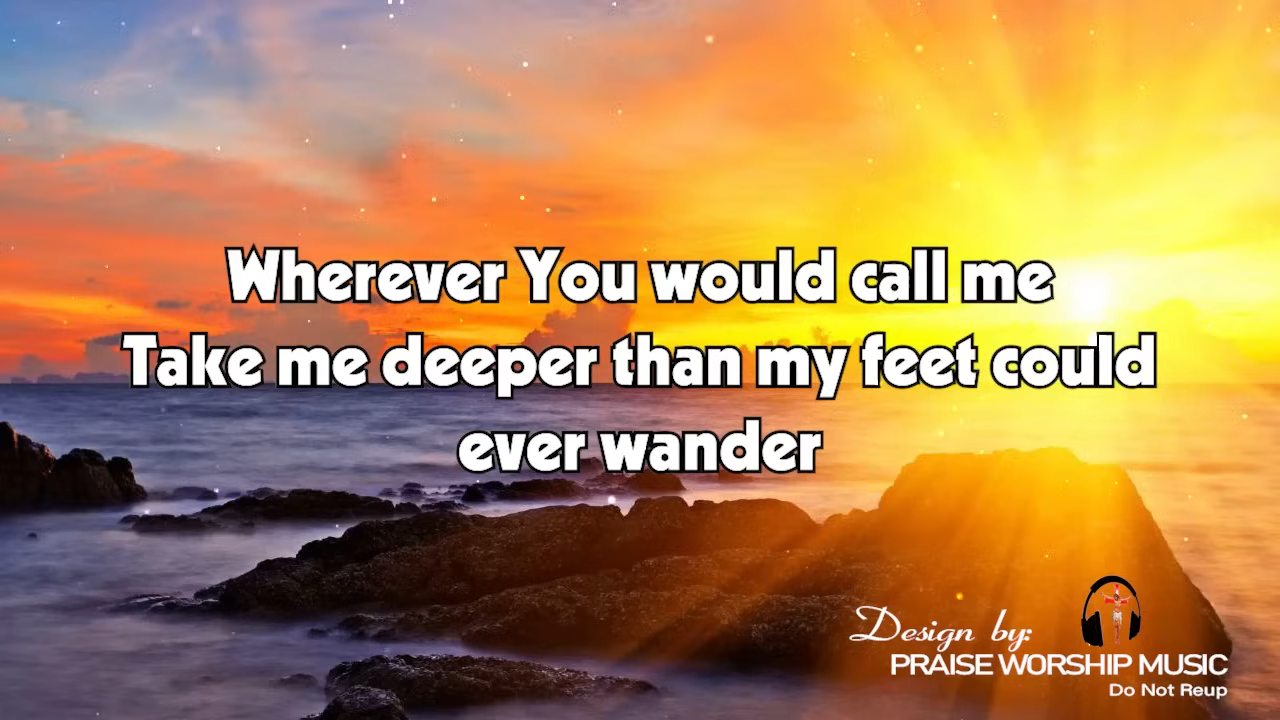 Wherever You would call me
Take me deeper than my feet could
ever wander
Design by:
PRAISE WORSHIP MUSIC
Do Not Reup